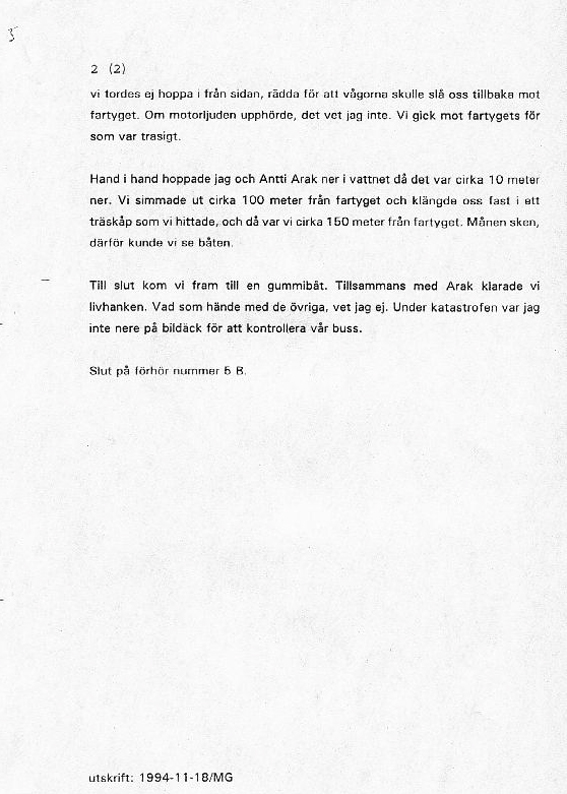 5
2 (2)
vi tordes ej hoppa i från sidan, rädda för att vågorna skulle slå oss tillbaka mot
fartyget. Om motorljuden upphörde, det vet jag inte. Vi gick mot fartygets för
som var trasigt.
Hand i hand hoppade jag och Antti Arak ner i vattnet då det var cirka 10 meter
ner. Vi simmade ut cirka 100 meter från fartyget och klängde oss fast i ett
träskåp som vi hittade, och då var vi cirka 150 meter från fartyget. Månen sken,
därför kunde vi se båten.
Till slut kom vi fram till en gummibåt. Tillsammans med Arak klarade vi
livhanken. Vad som hände med de övriga, vet jag ej. Under katastrofen var jag
inte nere på bildäck för att kontrollera vår buss.
Slut på förhör nummer 5 B.
utskrift: 1994-11-18/MG